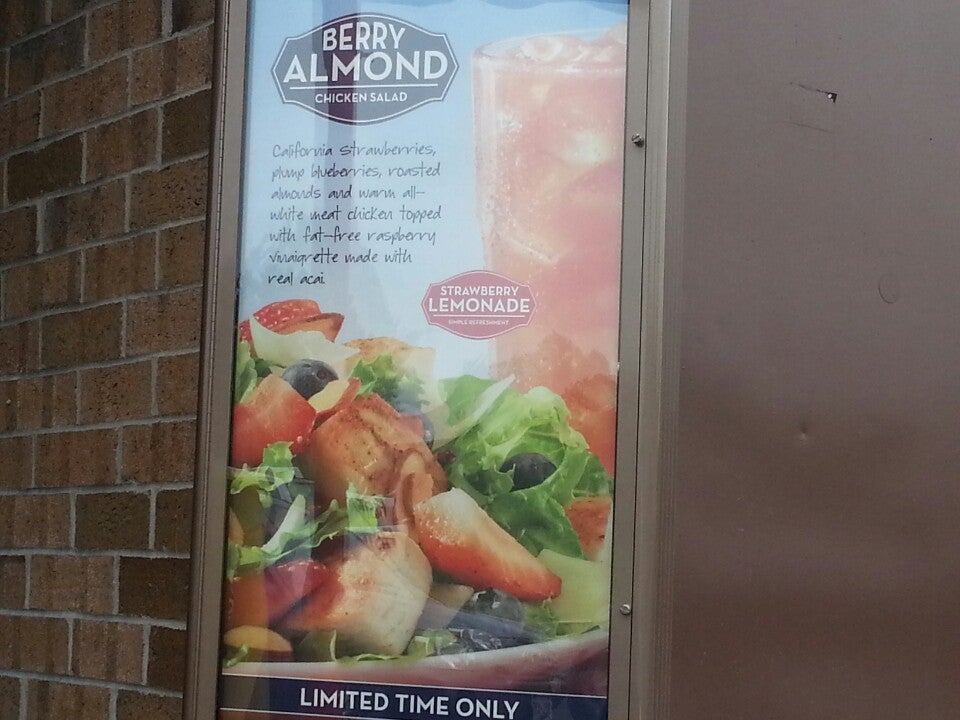 BERRY
ALMOND
CHICKEN SALAD
California strawberries,
plump blueberries, roasted
almonds and warm all-
white meat chicken topped
with fat-free raspberry
vinaigrette made with
real acai.
STRAWBERRY
LEMONADE
SIMPLE REFRESHMENT
LIMITED TIME ONLY